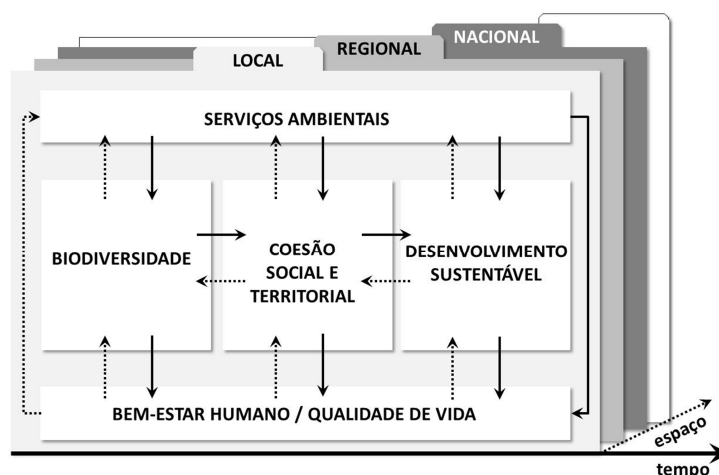 NACIONAL
REGIONAL
LOCAL
SERVIÇOS AMBIENTAIS
BIODIVERSIDADE
COESÃO
SOCIAL E
TERRITORIAL
DESENVOLVIMENTO
SUSTENTÁVEL
BEM-ESTAR HUMANO / QUALIDADE DE VIDA
espaço
tempo